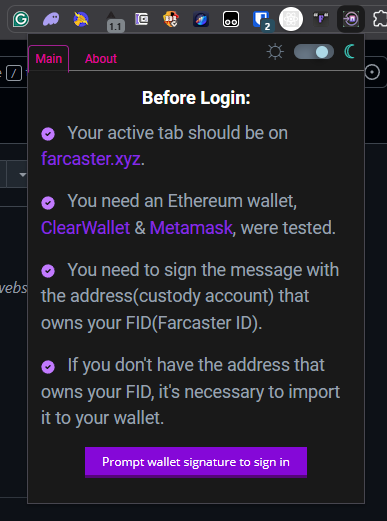 1.1
2
e /
Main
About
Before Login:
Your active tab should be on
farcaster.xyz.
You need an Ethereum wallet,
ClearWallet & Metamask, were tested.
You need to sign the message with
the address(custody account) that
owns your FID(Farcaster ID).
webs
If you don't have the address that
owns your FID, it's necessary to import
it to your wallet.
Prompt wallet signature to sign in